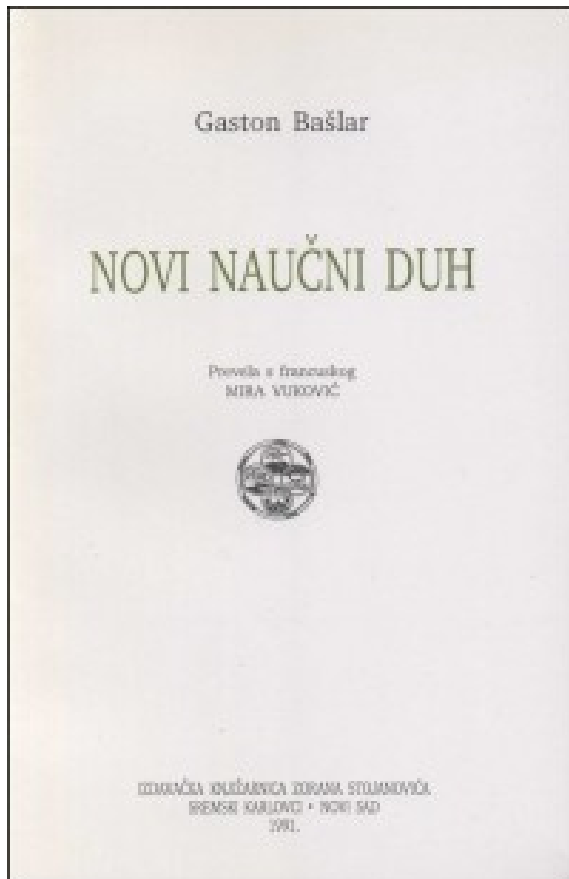 Gaston Bašlar
NOVI NAUČNI DUH
Prevela s francuskog
MIRA VUKOVIĆ
IZDAVAČKA KNJIŽARNICA ZORANA STOJANOVIĆA
SREMSKI KARLOVCI • NOVI SAD
1991.